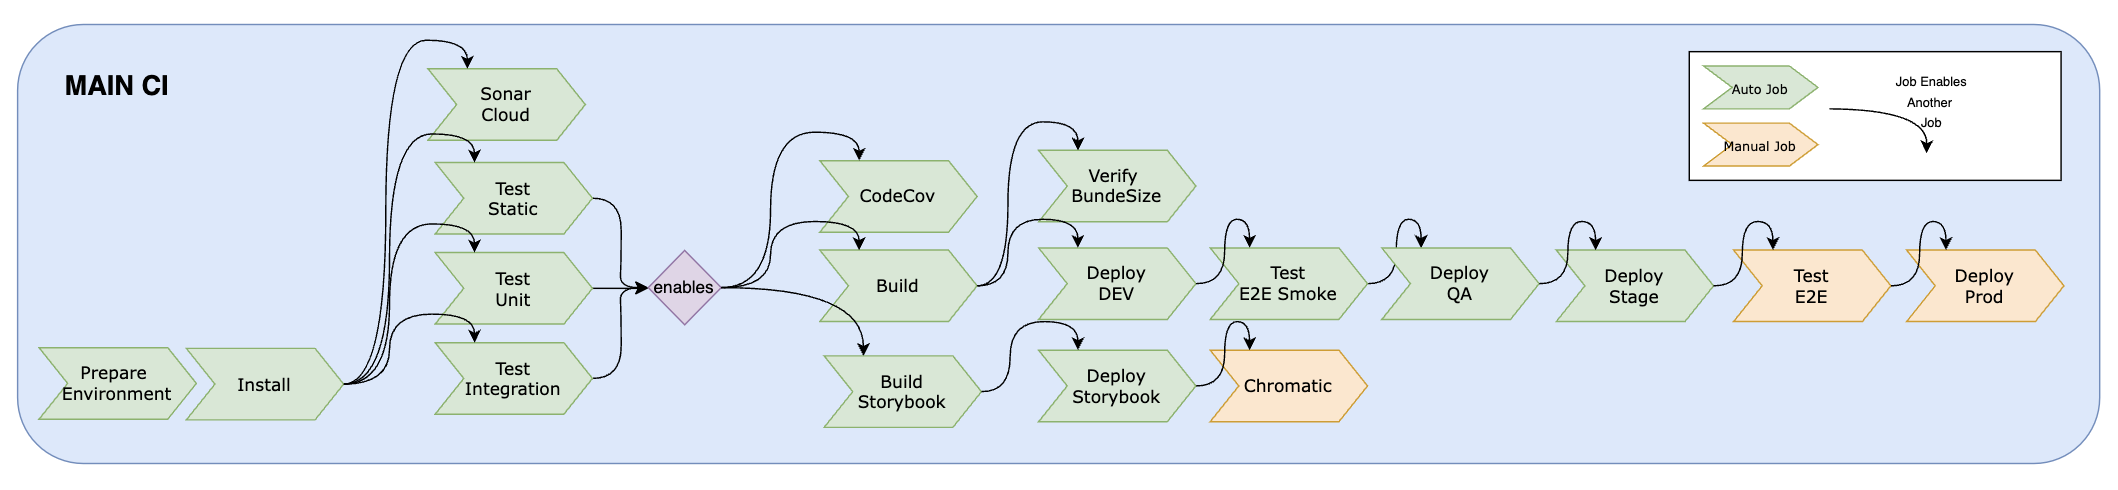 MAIN CI
Sonar
Cloud
Test
Static
Test
Unit
Test
Integration
Prepare
Environment
Install
enables
CodeCov
Build
Build
Storybook
Verify
BundeSize
Deploy
DEV
Deploy
Storybook
Test
E2E Smoke
Chromatic
Deploy
QA
Deploy
Stage
Test
E2E
Deploy
Prod
Auto Job
Manual Job
Job Enables
Another
Job